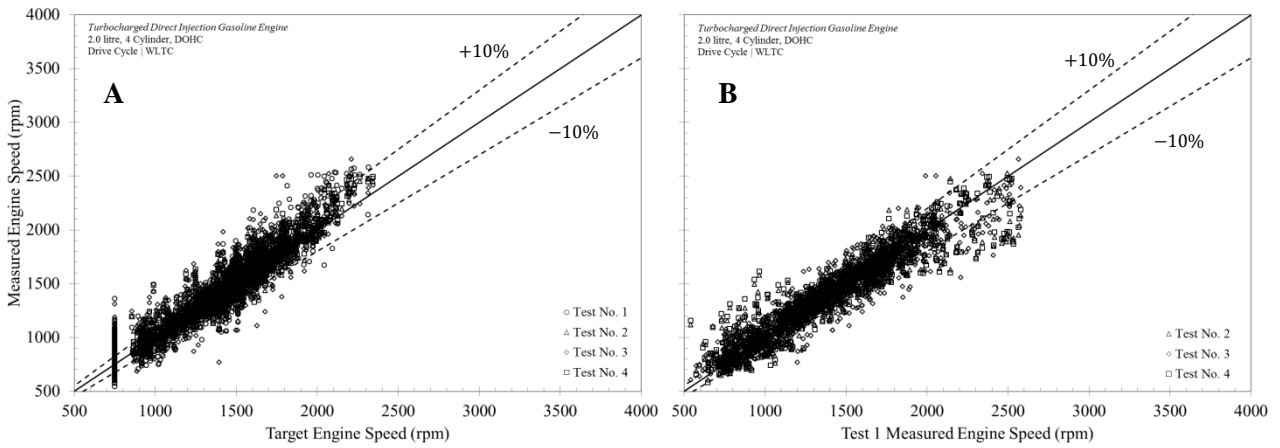 Measured Engine Speed (rpm)
4000
3500
3000
2500
2000
1500
1000
500
Turbocharged Direct Injection Gasoline Engine
2.0 litre, 4 Cylinder, DOHC
Drive Cycle | WLTC
A
+10%
−10%
Test No. 1
Test No. 2
Test No. 3
Test No. 4
500 1000 1500 2000 2500 3000 3500 4000
Target Engine Speed (rpm)
Turbocharged Direct Injection Gasoline Engine
2.0 litre, 4 Cylinder, DOHC
Drive Cycle | WLTC
B
+10%
−10%
Test No. 2
Test No. 3
Test No. 4
500 1000 1500 2000 2500 3000 3500 4000
Test 1 Measured Engine Speed (rpm)